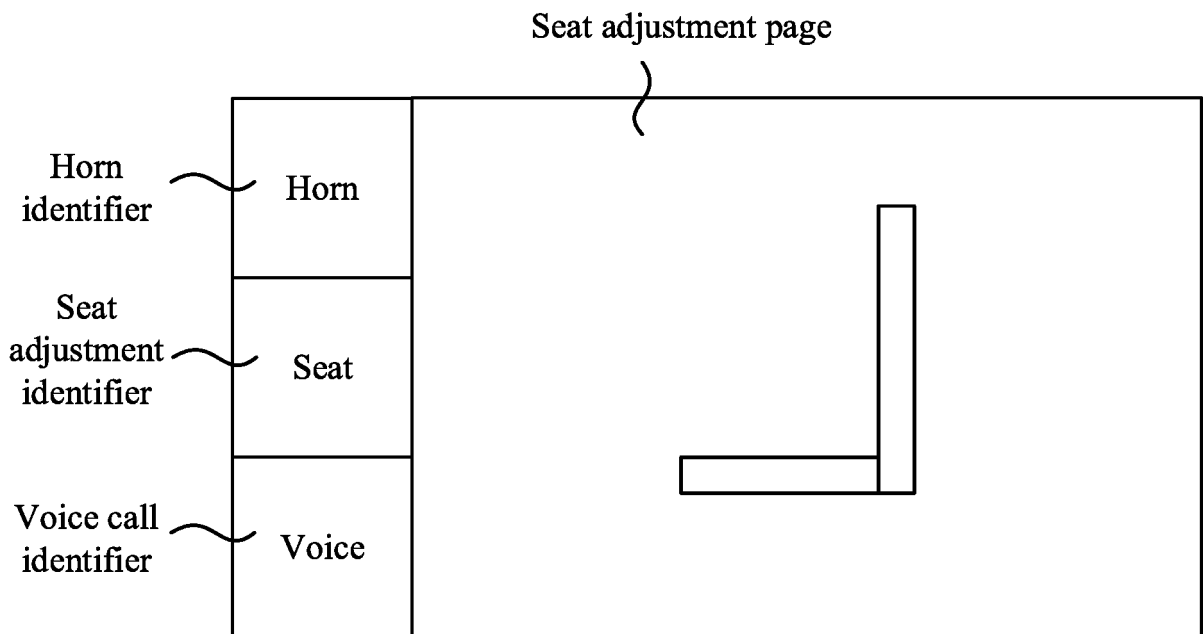 Seat adjustment page
Horn
identifier
Horn
Seat
adjustment
identifier
Seat
Voice call
identifier
Voice